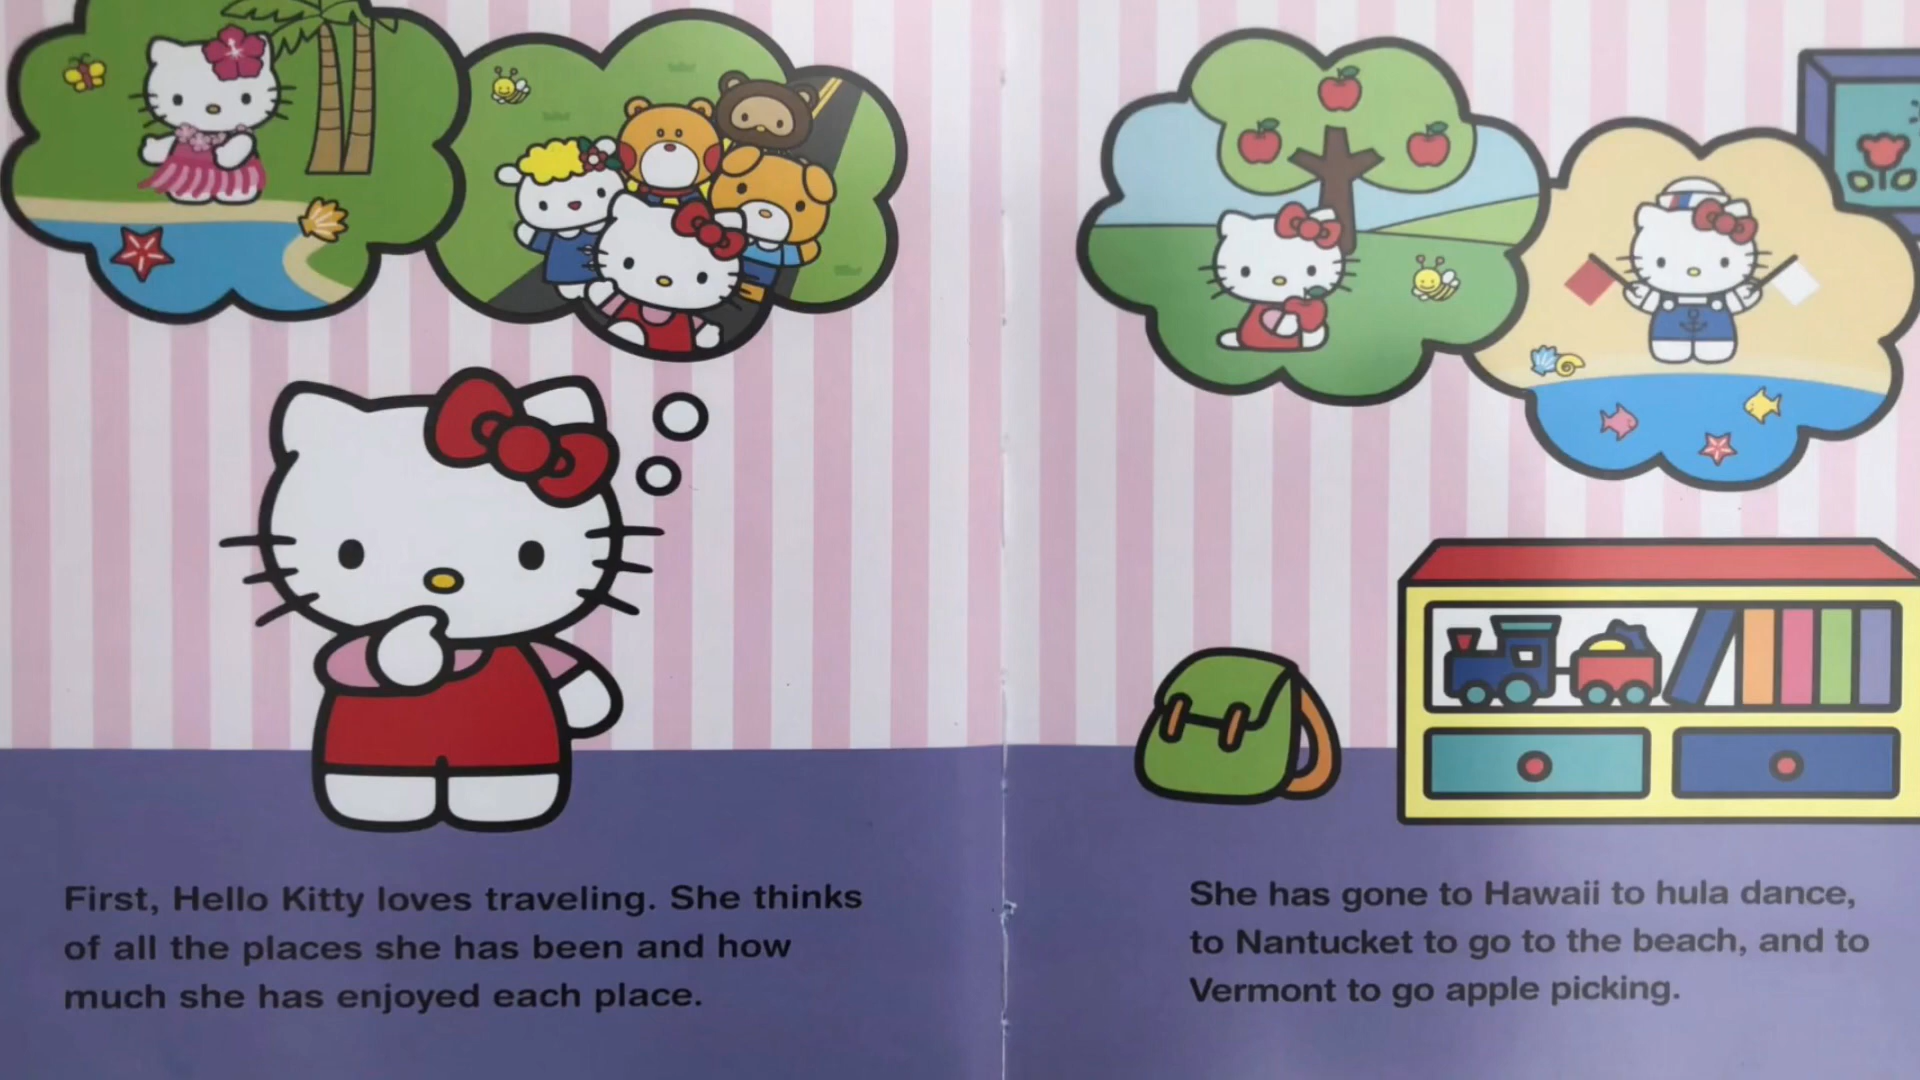 First, Hello Kitty loves traveling. She thinks
of all the places she has been and how
much she has enjoyed each place.
She has gone to Hawaii to hula dance,
to Nantucket to go to the beach, and to
Vermont to go apple picking.